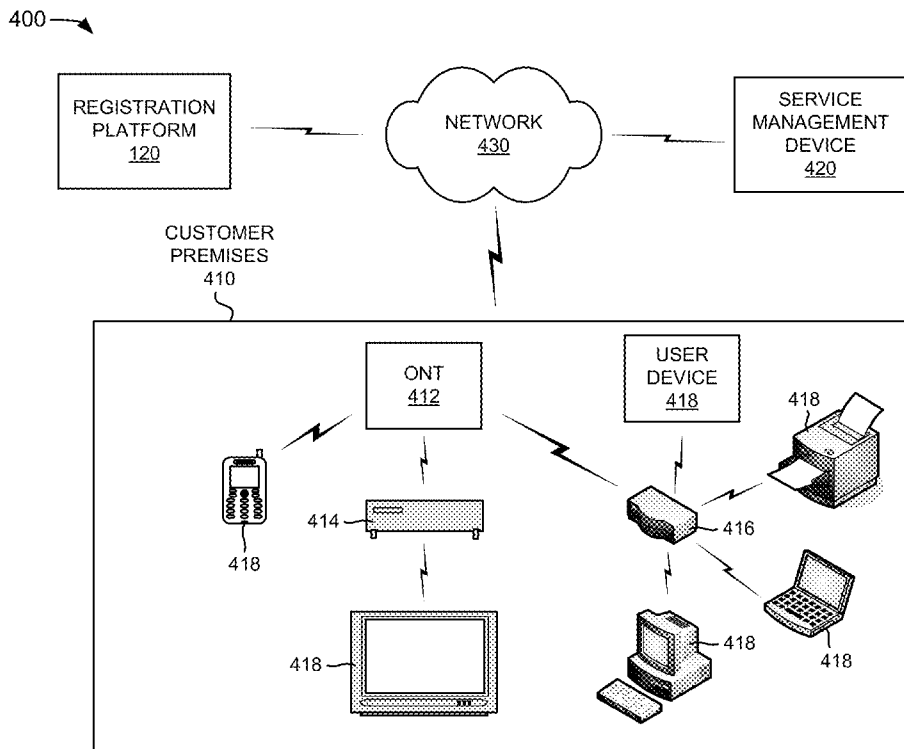 400
REGISTRATION
PLATFORM
120
NETWORK
430
SERVICE
MANAGEMENT
DEVICE
420
CUSTOMER
PREMISES
410
ONT
412
USER
DEVICE
418
418
418
414
416
418
418
418